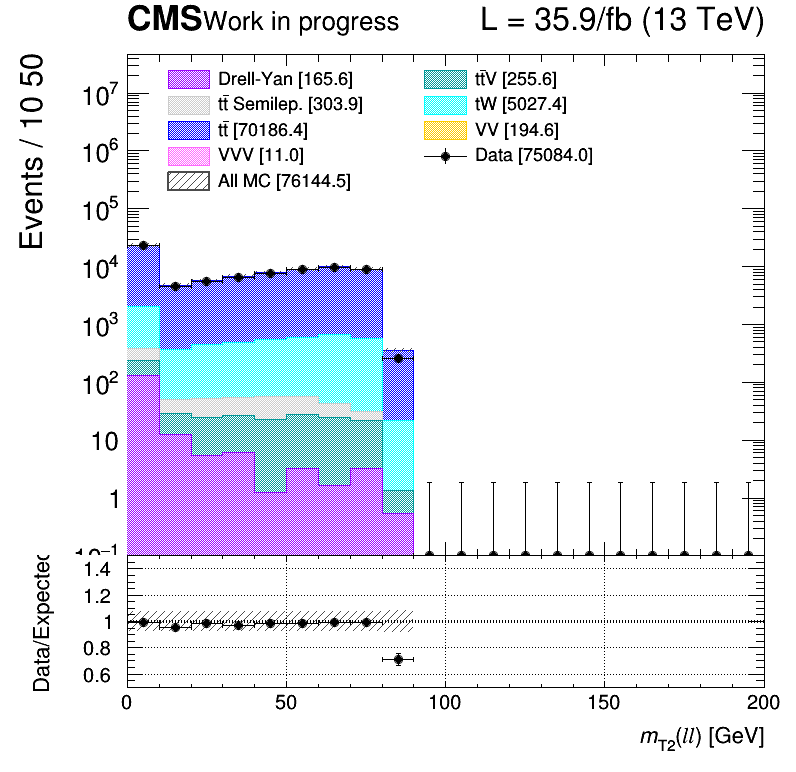 CMS Work in progress L = 35.9/fb (13 TeV)
Events / 10 50
Drell-Yan [165.6] tt̄V [255.6]
tt̄ Semilep. [303.9] tW [5027.4]
tt̄ [70186.4] VV [194.6]
VVV [11.0] Data [75084.0]
All MC [76144.5]
10⁷
10⁶
10⁵
10⁴
10³
10²
10
1
10⁻¹
Data/Expected
1.4
1.2
1
0.8
0.6
0 50 100 150 200
m_T2(ll) [GeV]